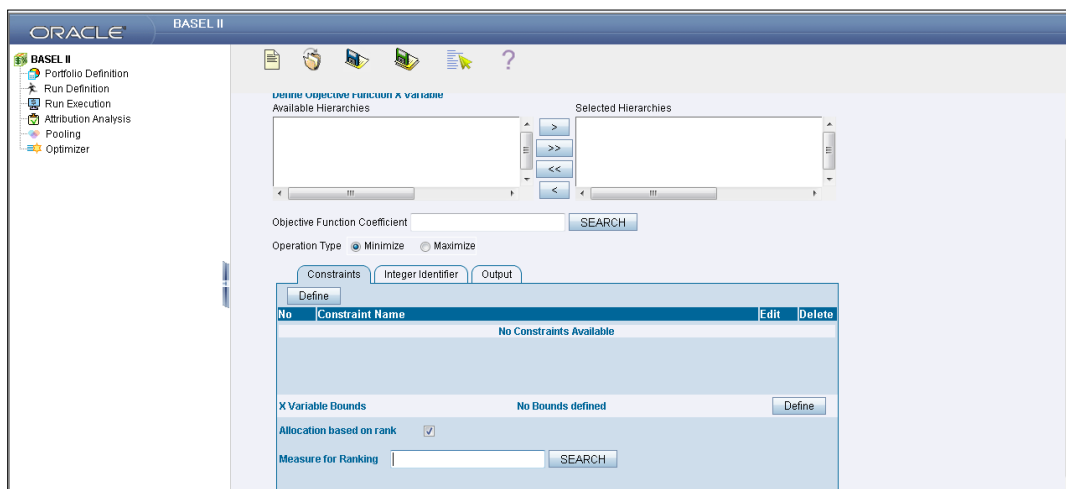 ORACLE
BASEL II
BASEL II
Portfolio Definition
Run Definition
Run Execution
Attribution Analysis
Pooling
Optimizer
?
Define Objective Function X Variable
Available Hierarchies
Selected Hierarchies
>
>>
<<
<
Objective Function Coefficient
SEARCH
Operation Type Minimize Maximize
Constraints Integer Identifier Output
Define
No Constraint Name Edit Delete
No Constraints Available
X Variable Bounds No Bounds defined Define
Allocation based on rank
Measure for Ranking SEARCH